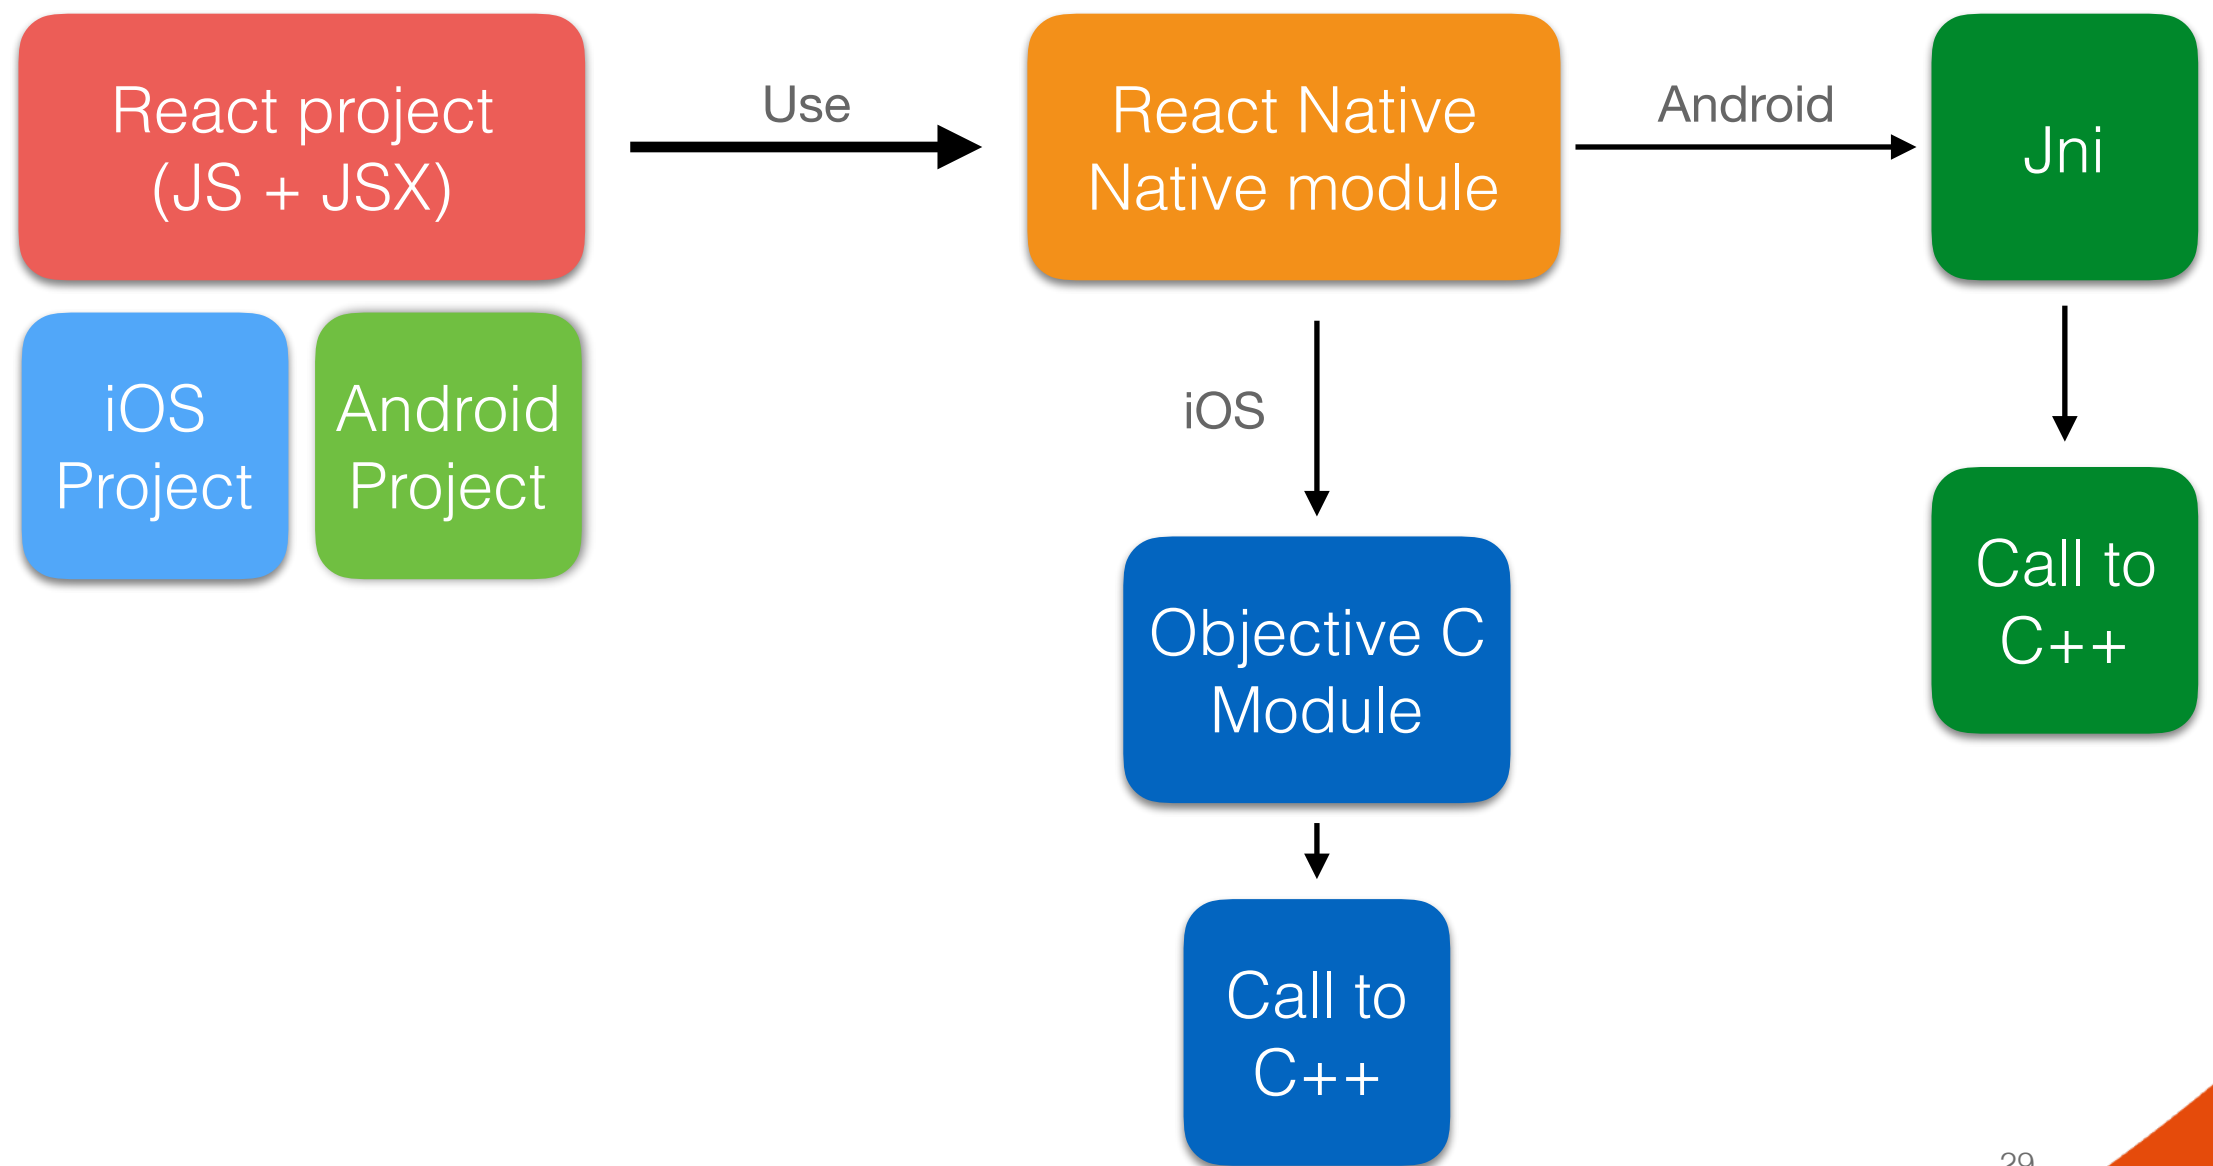 React project
(JS + JSX)
Use
React Native
Native module
Android
Jni
iOS
Project
Android
Project
iOS
Objective C
Module
Call to
C++
Call to
C++
29